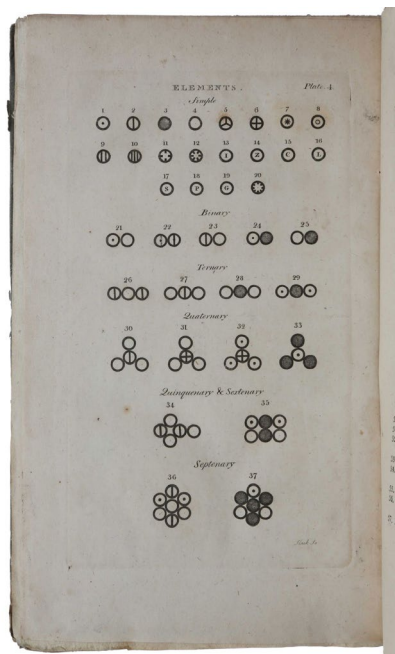 ELEMENTS. Plate. 4
Simple
1 2 3 4 5 6 7 8
9 10 11 12 13 14 15 16
I Z C L
17 18 19 20
S P G
Binary
21 22 23 24 25
Ternary
26 27 28 29
Quaternary
30 31 32 33
Quinquenary & Sextenary
34 35
Septenary
36 37